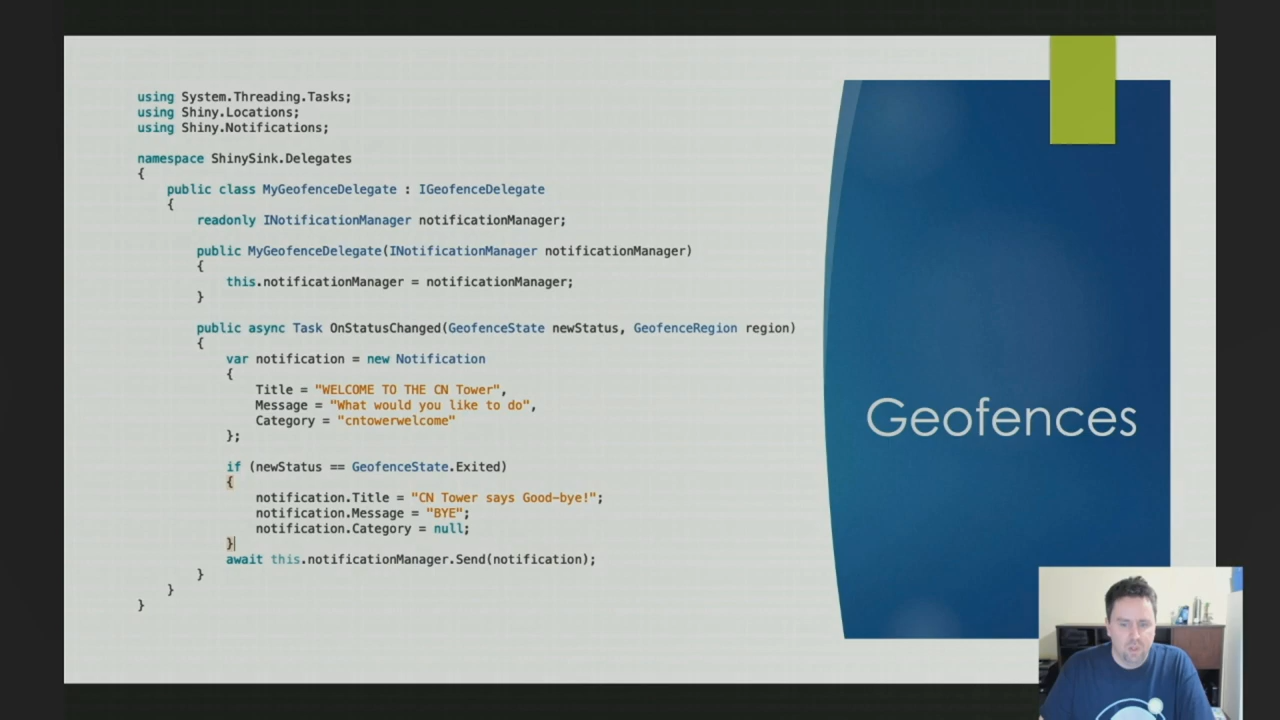 using System.Threading.Tasks;
using Shiny.Locations;
using Shiny.Notifications;
namespace ShinySink.Delegates
{
public class MyGeofenceDelegate : IGeofenceDelegate
{
readonly INotificationManager notificationManager;
public MyGeofenceDelegate(INotificationManager notificationManager)
{
this.notificationManager = notificationManager;
}
public async Task OnStatusChanged(GeofenceState newStatus, GeofenceRegion region)
{
var notification = new Notification
{
Title = "WELCOME TO THE CN Tower",
Message = "What would you like to do",
Category = "cntowerwelcome"
};
if (newStatus == GeofenceState.Exited)
{
notification.Title = "CN Tower says Good-bye!";
notification.Message = "BYE";
notification.Category = null;
}
await this.notificationManager.Send(notification);
}
}
}
Geofences